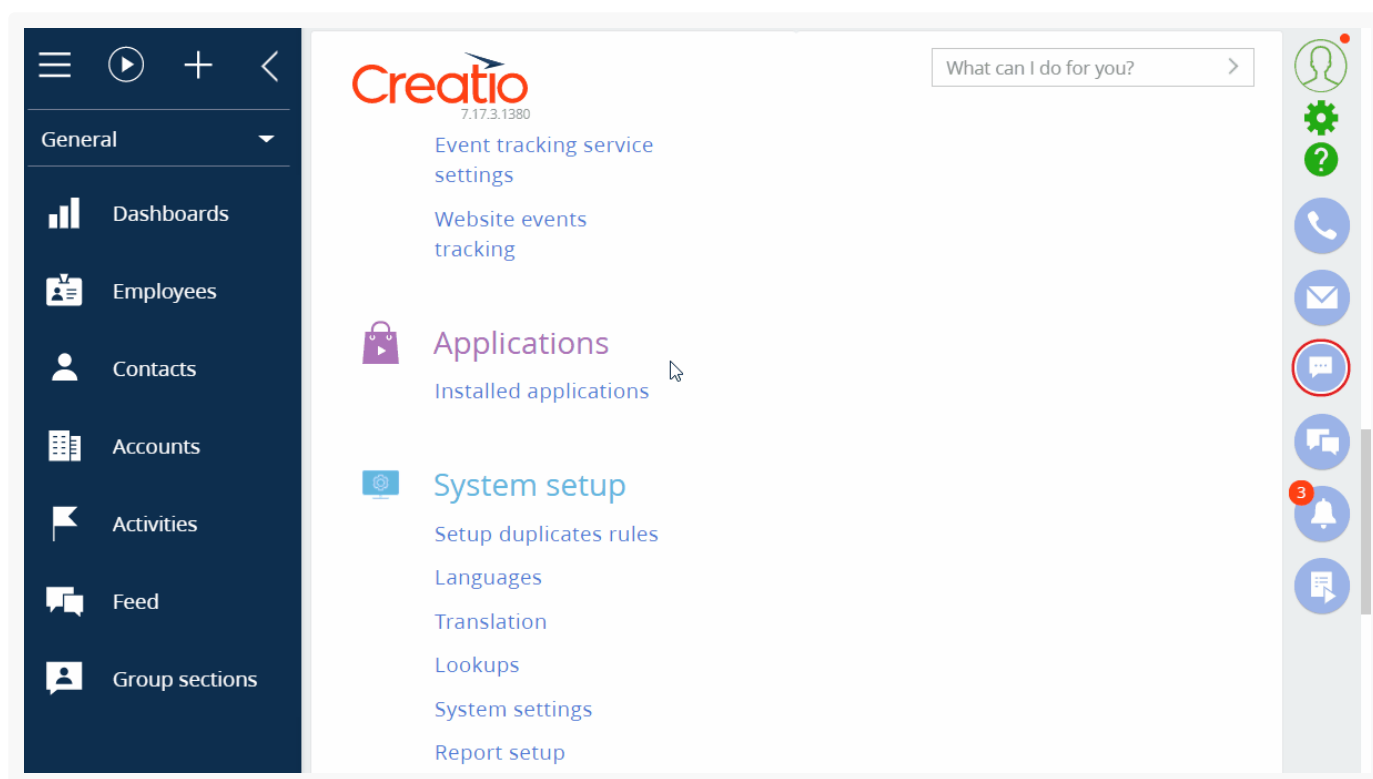 General
Dashboards
Employees
Contacts
Accounts
Activities
Feed
Group sections
Creatio
7.17.3.1380
What can I do for you?
Event tracking service
settings
Website events
tracking
Applications
Installed applications
System setup
Setup duplicates rules
Languages
Translation
Lookups
System settings
Report setup
?
3